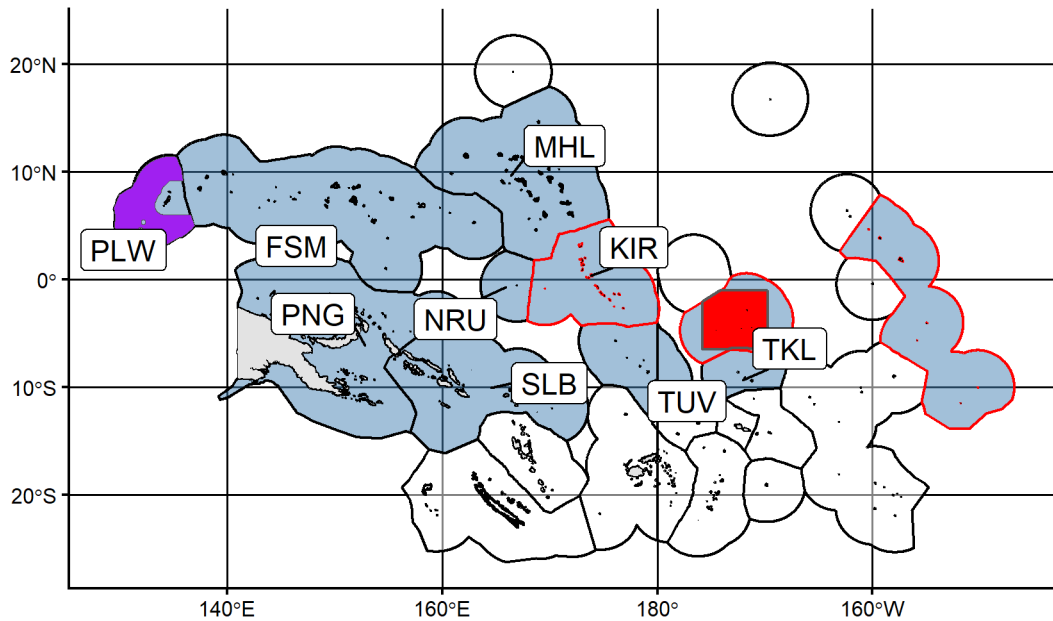 20°N
10°N
0°
10°S
20°S
MHL
PLW
FSM
KIR
PNG
NRU
TKL
SLB
TUV
140°E
160°E
180°
160°W